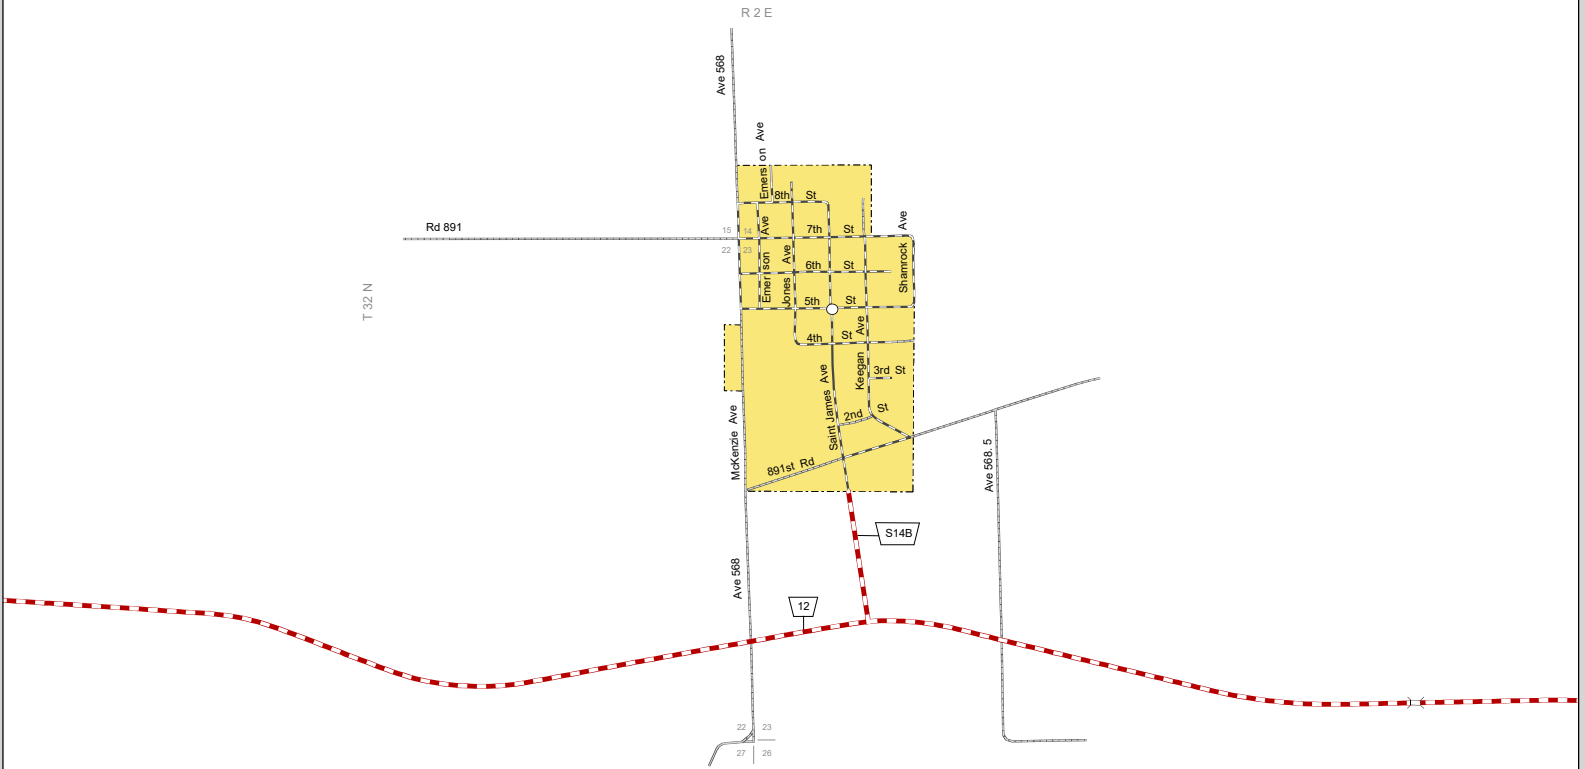 R 2 E
Ave 568
Emerson Ave
8th St
Shamrock Ave
Rd 891
15 14
7th St
22 23
Emerson Ave
Jones Ave
6th St
T 32 N
5th St
Keegan Ave
4th St
3rd St
Saint James Ave
2nd St
McKenzie Ave
891st Rd
Ave 568. 5
S14B
Ave 568
12
22 23
27 26